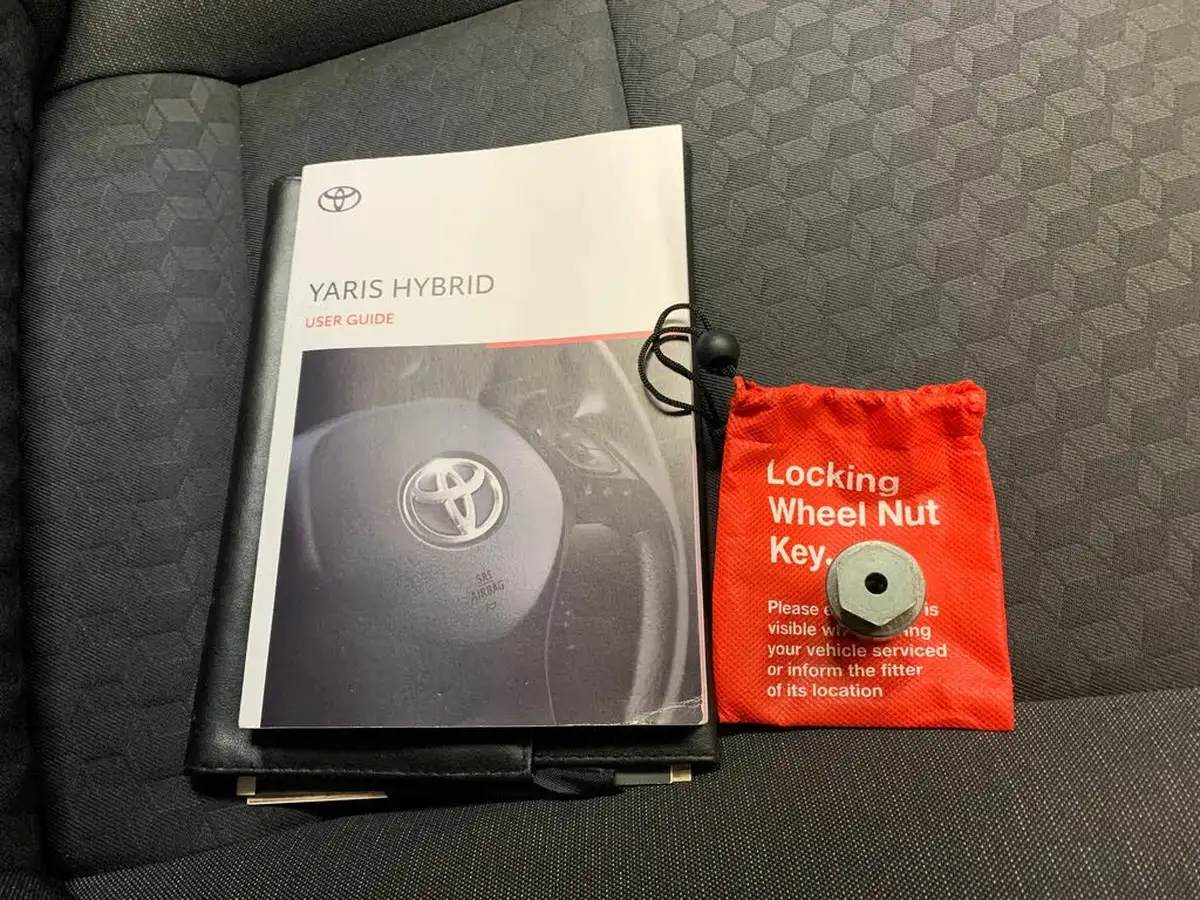 YARIS HYBRID
USER GUIDE
SRS
AIRBAG
Locking
Wheel Nut
Key.
Please is
visible
your vehicle serviced
or inform the fitter
of its location